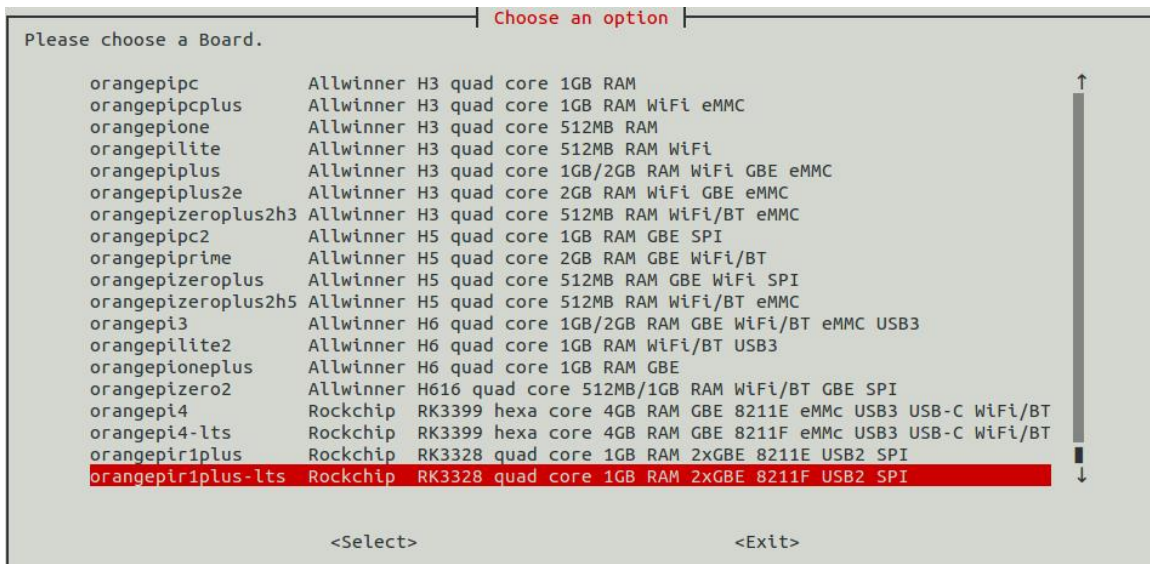 Choose an option
Please choose a Board.
orangepipc Allwinner H3 quad core 1GB RAM
orangepipcplus Allwinner H3 quad core 1GB RAM WiFi eMMC
orangepione Allwinner H3 quad core 512MB RAM
orangepilite Allwinner H3 quad core 512MB RAM WiFi
orangepiplus Allwinner H3 quad core 1GB/2GB RAM WiFi GBE eMMC
orangepiplus2e Allwinner H3 quad core 2GB RAM WiFi GBE eMMC
orangepizeroplus2h3 Allwinner H3 quad core 512MB RAM WiFi/BT eMMC
orangepipc2 Allwinner H5 quad core 1GB RAM GBE SPI
orangepiprime Allwinner H5 quad core 2GB RAM GBE WiFi/BT
orangepizeroplus Allwinner H5 quad core 512MB RAM GBE WiFi SPI
orangepizeroplus2h5 Allwinner H5 quad core 512MB RAM WiFi/BT eMMC
orangepi3 Allwinner H6 quad core 1GB/2GB RAM GBE WiFi/BT eMMC USB3
orangepilite2 Allwinner H6 quad core 1GB RAM WiFi/BT USB3
orangepioneplus Allwinner H6 quad core 1GB RAM GBE
orangepizero2 Allwinner H616 quad core 512MB/1GB RAM WiFi/BT GBE SPI
orangepi4 Rockchip RK3399 hexa core 4GB RAM GBE 8211E eMMc USB3 USB-C WiFi/BT
orangepi4-lts Rockchip RK3399 hexa core 4GB RAM GBE 8211F eMMc USB3 USB-C WiFi/BT
orangepir1plus Rockchip RK3328 quad core 1GB RAM 2xGBE 8211E USB2 SPI
orangepir1plus-lts Rockchip RK3328 quad core 1GB RAM 2xGBE 8211F USB2 SPI
<Select> <Exit>